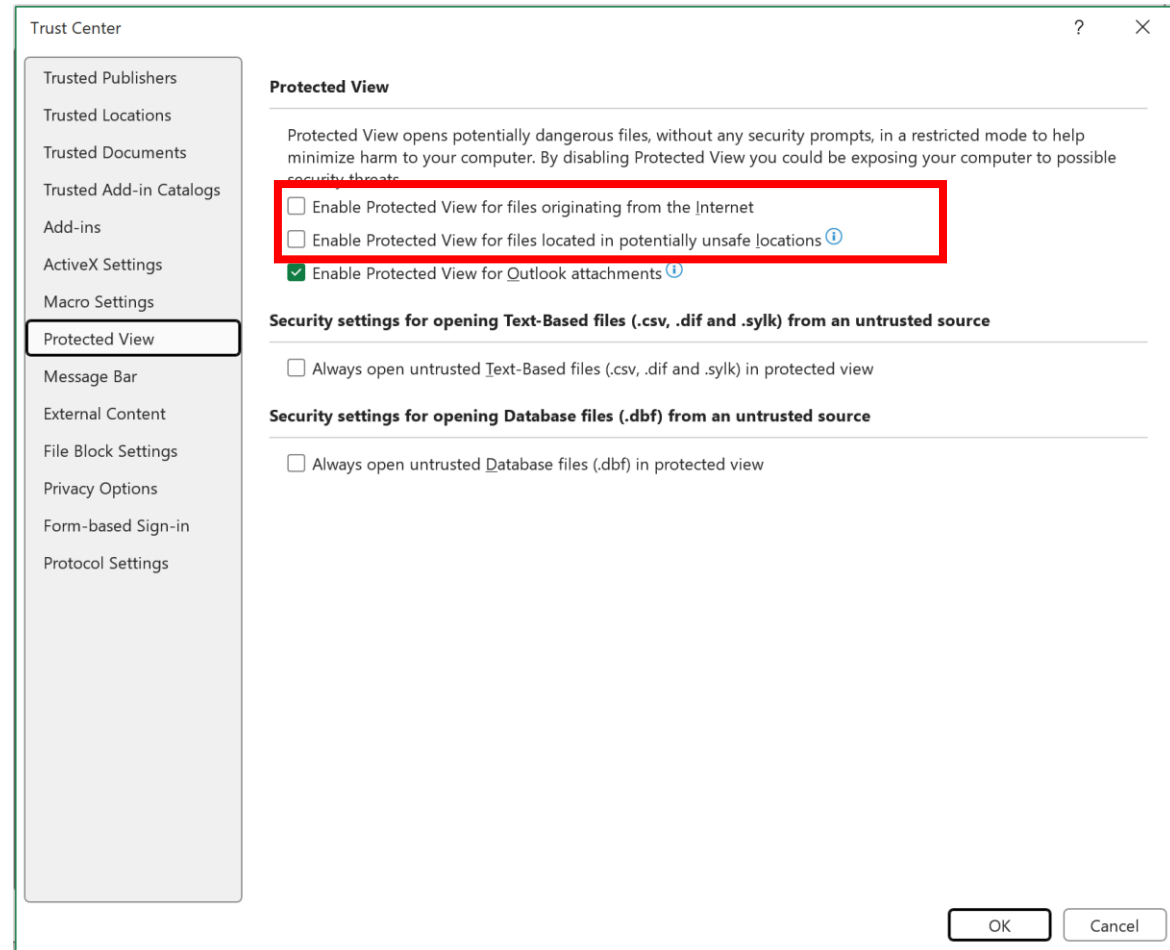 Trust Center
?
Trusted Publishers
Trusted Locations
Trusted Documents
Trusted Add-in Catalogs
Add-ins
ActiveX Settings
Macro Settings
Protected View
Message Bar
External Content
File Block Settings
Privacy Options
Form-based Sign-in
Protocol Settings
Protected View
Protected View opens potentially dangerous files, without any security prompts, in a restricted mode to help
minimize harm to your computer. By disabling Protected View you could be exposing your computer to possible
security threats.
Enable Protected View for files originating from the Internet
Enable Protected View for files located in potentially unsafe locations
Enable Protected View for Outlook attachments
Security settings for opening Text-Based files (.csv, .dif and .sylk) from an untrusted source
Always open untrusted Text-Based files (.csv, .dif and .sylk) in protected view
Security settings for opening Database files (.dbf) from an untrusted source
Always open untrusted Database files (.dbf) in protected view
OK
Cancel